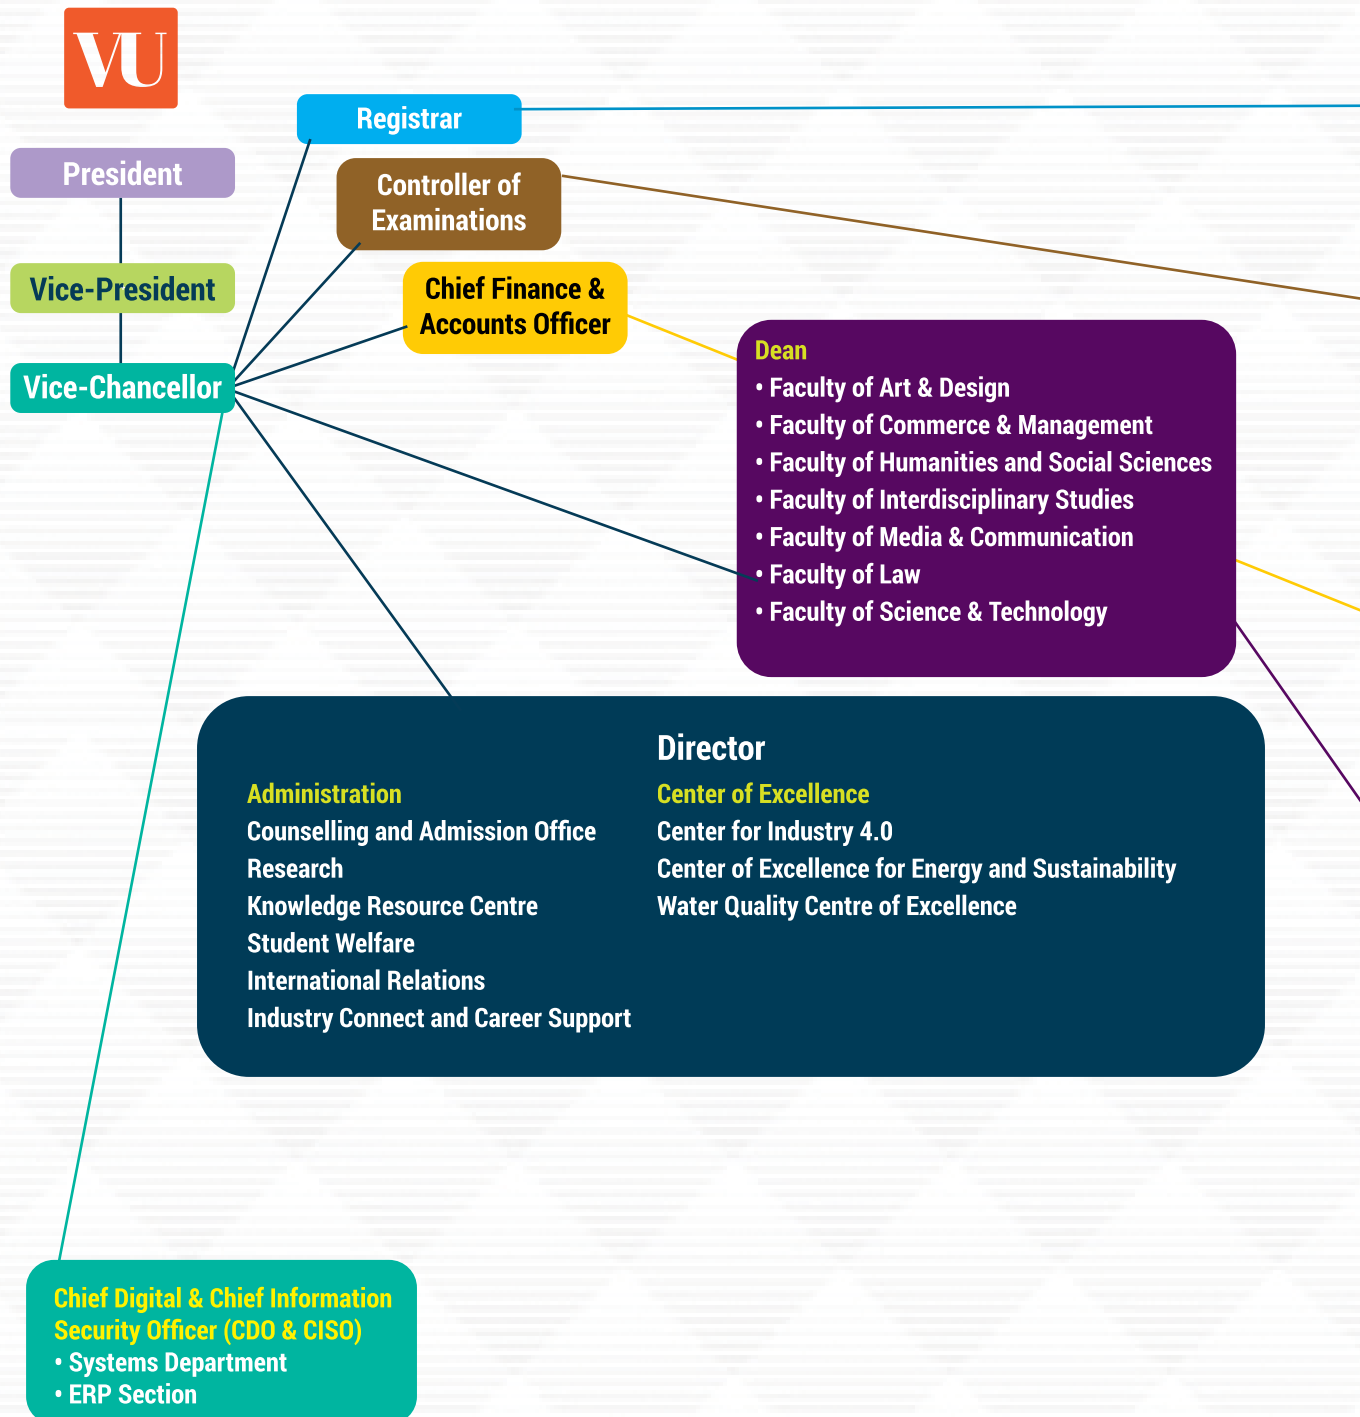 VU
Registrar
President
Controller of
Examinations
Vice-President
Chief Finance &
Accounts Officer
Vice-Chancellor
Dean
• Faculty of Art & Design
• Faculty of Commerce & Management
• Faculty of Humanities and Social Sciences
• Faculty of Interdisciplinary Studies
• Faculty of Media & Communication
• Faculty of Law
• Faculty of Science & Technology
Director
Administration
Counselling and Admission Office
Research
Knowledge Resource Centre
Student Welfare
International Relations
Industry Connect and Career Support
Center of Excellence
Center for Industry 4.0
Center of Excellence for Energy and Sustainability
Water Quality Centre of Excellence
Chief Digital & Chief Information
Security Officer (CDO & CISO)
• Systems Department
• ERP Section